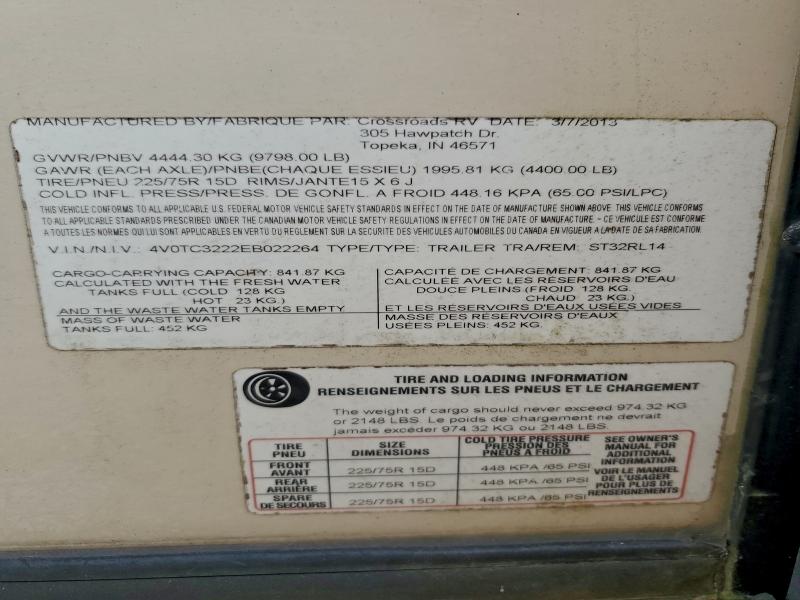 MANUFACTURED BY/FABRIQUE PAR: Crossroads RV DATE: 3/7/2013
305 Hawpatch Dr.
Topeka, IN 46571
GVWR/PNBV 4444.30 KG (9798.00 LB)
GAWR (EACH AXLE)/PNBE(CHAQUE ESSIEU) 1995.81 KG (4400.00 LB)
TIRE/PNEU 225/75R 15D RIMS/JANTE15 X 6 J
COLD INFL. PRESS/PRESS. DE GONFL. A FROID 448.16 KPA (65.00 PSI/LPC)
THIS VEHICLE CONFORMS TO ALL APPLICABLE U.S. FEDERAL MOTOR VEHICLE SAFETY STANDARDS IN EFFECT ON THE DATE OF MANUFACTURE SHOWN ABOVE. THIS VEHICLE CONFORMS
TO ALL APPLICABLE STANDARDS PRESCRIBED UNDER THE CANADIAN MOTOR VEHICLE SAFETY REGULATIONS IN EFFECT ON THE DATE OF MANUFACTURE. - CE VEHICULE EST CONFORME
A TOUTES LES NORMES QUI LUI SONT APPLICABLES EN VERTU DU REGLEMENT SUR LA SECURITE DES VEHICULES AUTOMOBILES DU CANADA EN VIGUEUR A LA DATE DE SA FABRICATION.
V.I.N./N.I.V.: 4V0TC3222EB022264 TYPE/TYPE: TRAILER TRA/REM: ST32RL14
CARGO-CARRYING CAPACITY: 841.87 KG
CALCULATED WITH THE FRESH WATER
TANKS FULL (COLD 128 KG
HOT 23 KG.)
AND THE WASTE WATER TANKS EMPTY
MASS OF WASTE WATER
TANKS FULL: 452 KG
CAPACITÉ DE CHARGEMENT: 841.87 KG
CALCULÉE AVEC LES RÉSERVOIRS D'EAU
DOUCE PLEINS (FROID 128 KG.
CHAUD 23 KG.)
ET LES RÉSERVOIRS D'EAUX USÉES VIDES
MASSE DES RÉSERVOIRS D'EAUX
USÉES PLEINS: 452 KG.
TIRE AND LOADING INFORMATION
RENSEIGNEMENTS SUR LES PNEUS ET LE CHARGEMENT
The weight of cargo should never exceed 974.32 KG
or 2148 LBS. Le poids de chargement ne devrait
jamais excéder 974.32 KG ou 2148 LBS.
TIRE
PNEU
SIZE
DIMENSIONS
COLD TIRE PRESSURE
PRESSION DES
PNEUS A FROID
SEE OWNER'S
MANUAL FOR
ADDITIONAL
INFORMATION
VOIR LE MANUEL
DE L'USAGER
POUR PLUS DE
RENSEIGNEMENTS
FRONT
AVANT
225/75R 15D
448 KPA /65 PSI
REAR
ARRIÈRE
225/75R 15D
448 KPA /65 PSI
SPARE
DE SECOURS
225/75R 15D
448 KPA /65 PSI